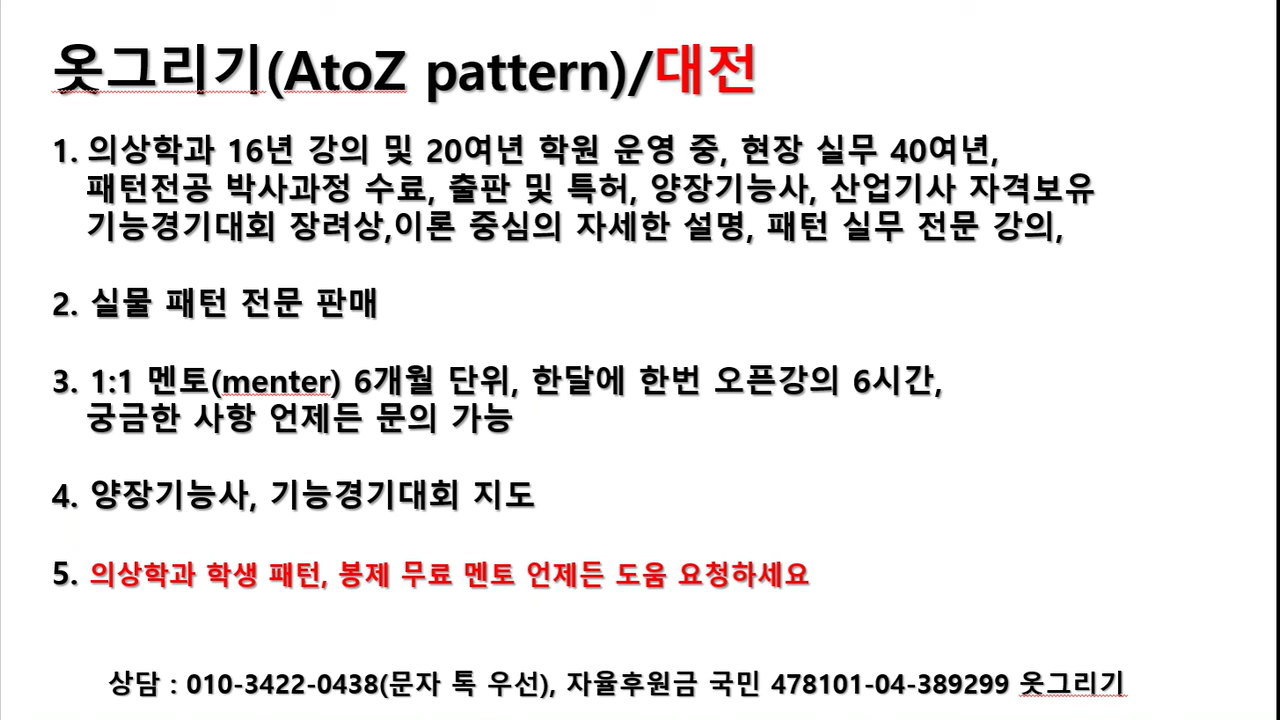 옷그리기(AtoZ pattern)/대전
1. 의상학과 16년 강의 및 20여년 학원 운영 중, 현장 실무 40여년,
패턴전공 박사과정 수료, 출판 및 특허, 양장기능사, 산업기사 자격보유
기능경기대회 장려상,이론 중심의 자세한 설명, 패턴 실무 전문 강의,
2. 실물 패턴 전문 판매
3. 1:1 멘토(menter) 6개월 단위, 한달에 한번 오픈강의 6시간,
궁금한 사항 언제든 문의 가능
4. 양장기능사, 기능경기대회 지도
5. 의상학과 학생 패턴, 봉제 무료 멘토 언제든 도움 요청하세요
상담 : 010-3422-0438(문자 톡 우선), 자율후원금 국민 478101-04-389299 옷그리기